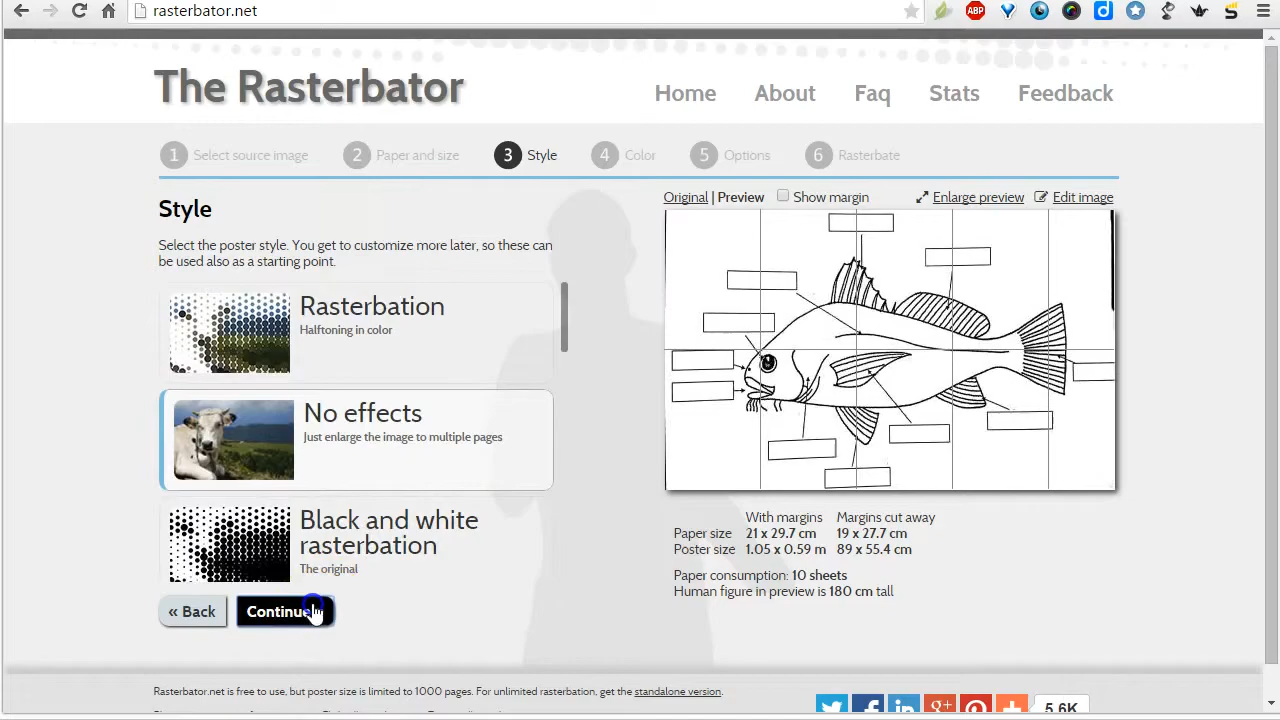 rasterbator.net
ABP
The Rasterbator
Home About Faq Stats Feedback
1 Select source image 2 Paper and size 3 Style 4 Color 5 Options 6 Rasterbate
Style
Select the poster style. You get to customize more later, so these can
be used also as a starting point.
Rasterbation
Halftoning in color
No effects
Just enlarge the image to multiple pages
Black and white
rasterbation
The original
« Back Continue
Original | Preview Show margin Enlarge preview Edit image
With margins Margins cut away
Paper size 21 x 29.7 cm 19 x 27.7 cm
Poster size 1.05 x 0.59 m 89 x 55.4 cm
Paper consumption: 10 sheets
Human figure in preview is 180 cm tall
Rasterbator.net is free to use, but poster size is limited to 1000 pages. For unlimited rasterbation, get the standalone version.
5.6K